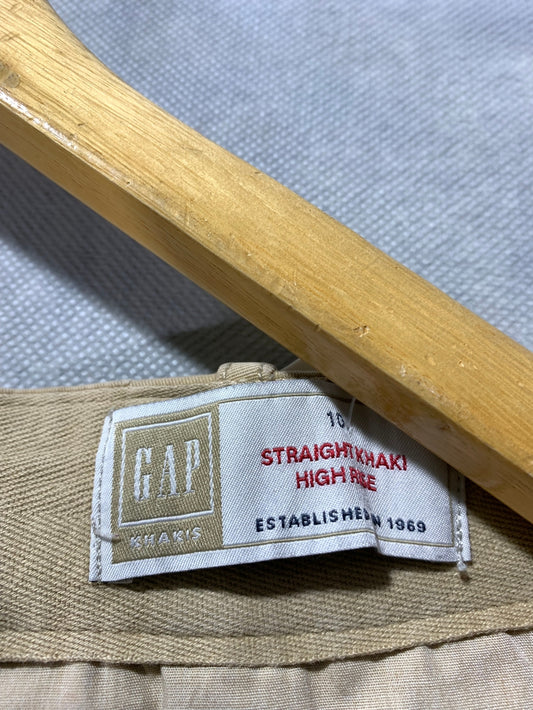 GAP
KHAKIS
10
STRAIGHT KHAKI
HIGH RISE
ESTABLISHED IN 1969